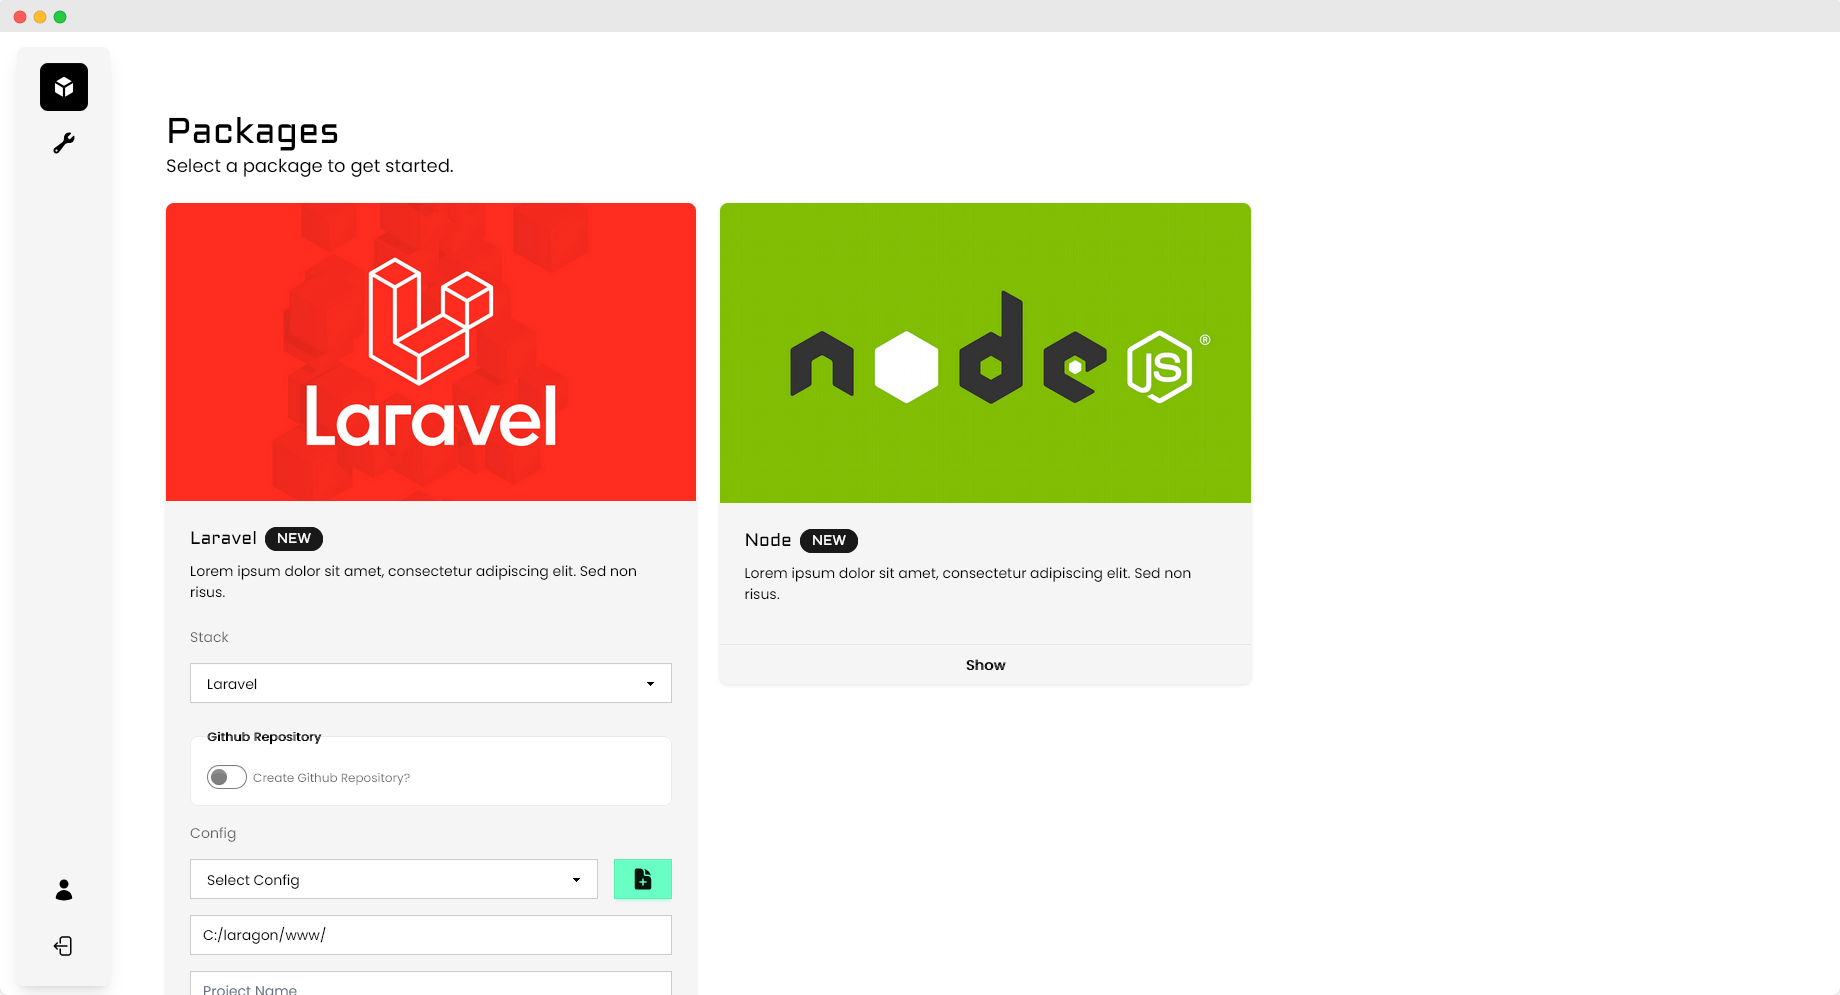 Packages
Select a package to get started.
Laravel
Laravel NEW
Lorem ipsum dolor sit amet, consectetur adipiscing elit. Sed non
risus.
Stack
Laravel
Github Repository
Create Github Repository?
Config
Select Config
C:/laragon/www/
Project Name
node JS ®
Node NEW
Lorem ipsum dolor sit amet, consectetur adipiscing elit. Sed non
risus.
Show